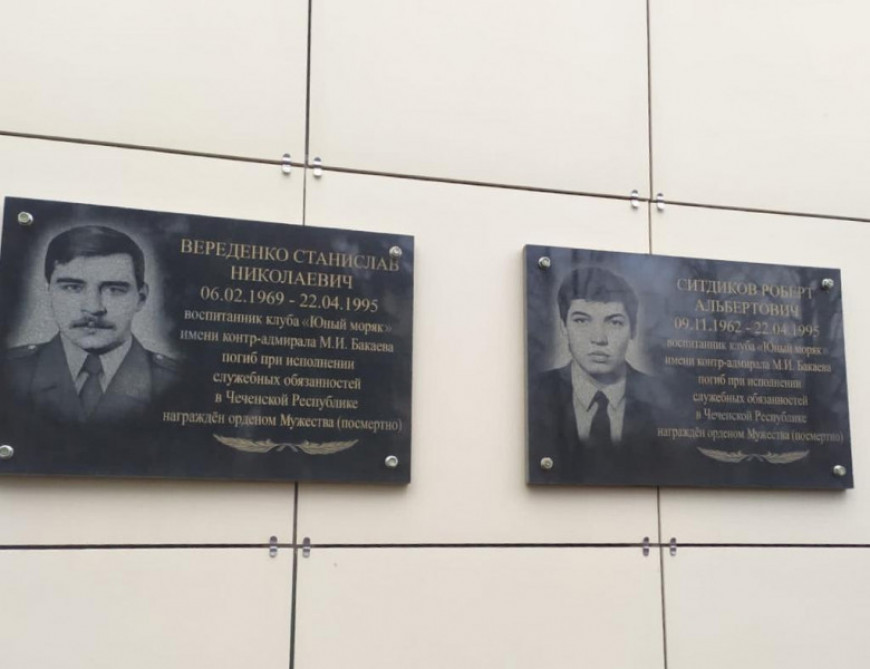 ВЕРЕДЕНКО СТАНИСЛАВ
НИКОЛАЕВИЧ
06.02.1969 - 22.04.1995
воспитанник клуба «Юный моряк»
имени контр-адмирала М.И. Бакаева
погиб при исполнении
служебных обязанностей
в Чеченской Республике
награждён орденом Мужества (посмертно)
СИТДИКОВ РОБЕРТ
АЛЬБЕРТОВИЧ
09.11.1962 - 22.04.1995
воспитанник клуба «Юный моряк»
имени контр-адмирала М.И. Бакаева
погиб при исполнении
служебных обязанностей
в Чеченской Республике
награждён орденом Мужества (посмертно)